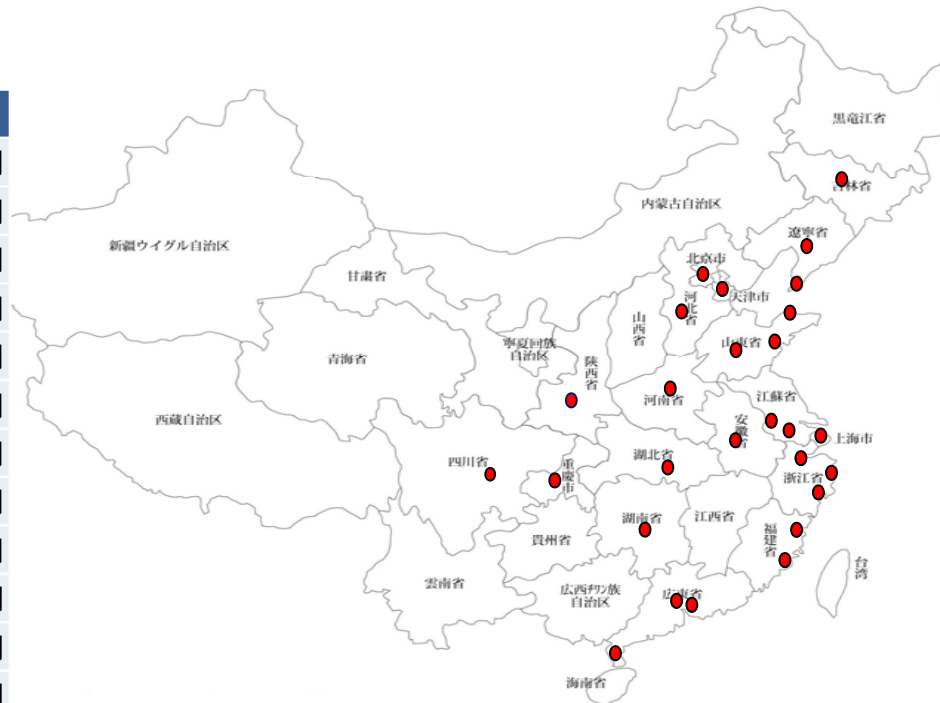 黒竜江省
吉林省
内蒙古自治区
遼寧省
新疆ウイグル自治区
北京市
甘粛省
天津市
河北省
山西省
寧夏回族
自治区
山東省
青海省
陝西省
江蘇省
河南省
西蔵自治区
安徽省
上海市
湖北省
四川省
重慶市
浙江省
湖南省
江西省
福建省
貴州省
台湾
雲南省
広西ﾁﾜﾝ族
自治区
広東省
海南省